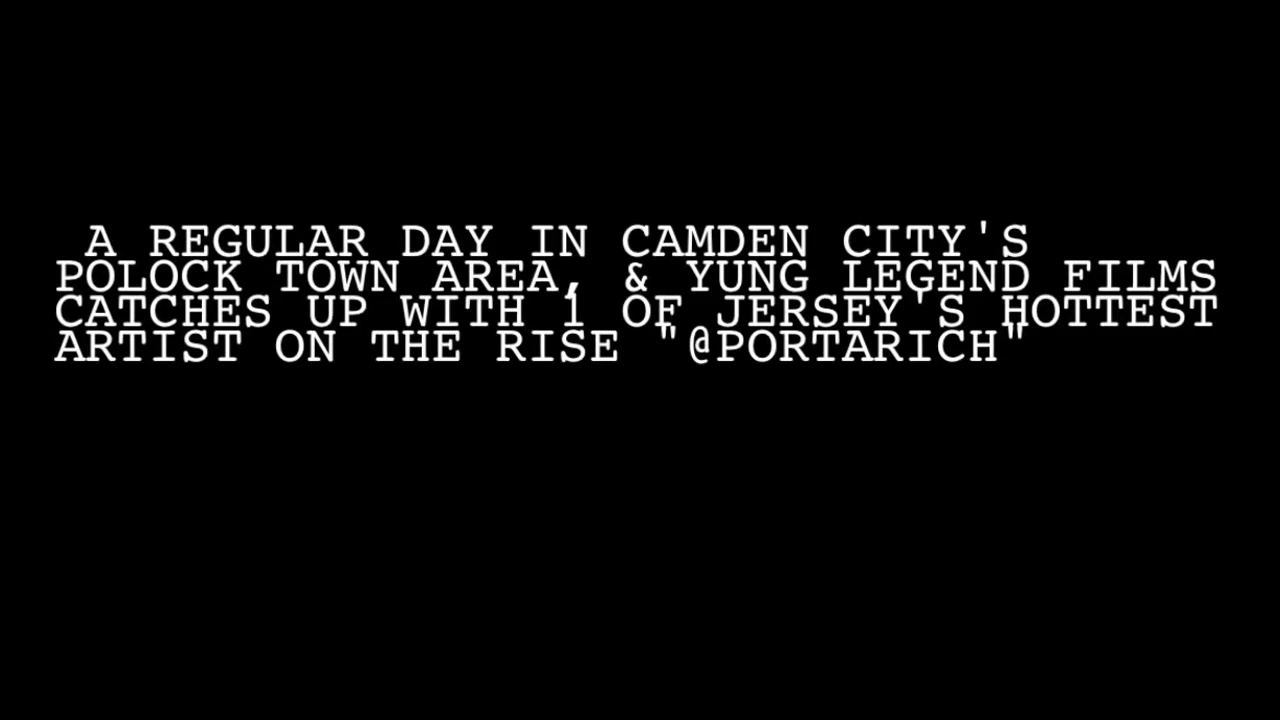 A REGULAR DAY IN CAMDEN CITY'S
POLOCK TOWN AREA, & YUNG LEGEND FILMS
CATCHES UP WITH 1 OF JERSEY'S HOTTEST
ARTIST ON THE RISE "@PORTARICH"